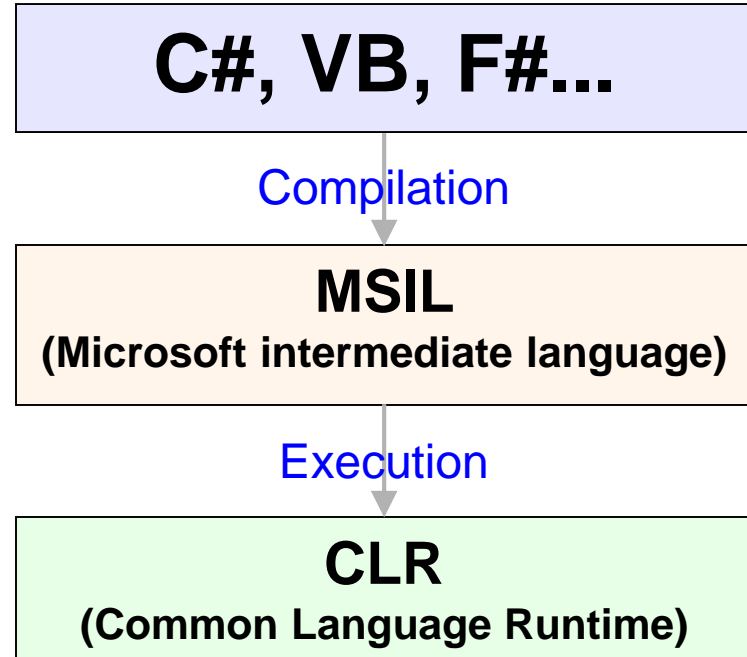 C#, VB, F#...
Compilation
MSIL
(Microsoft intermediate language)
Execution
CLR
(Common Language Runtime)